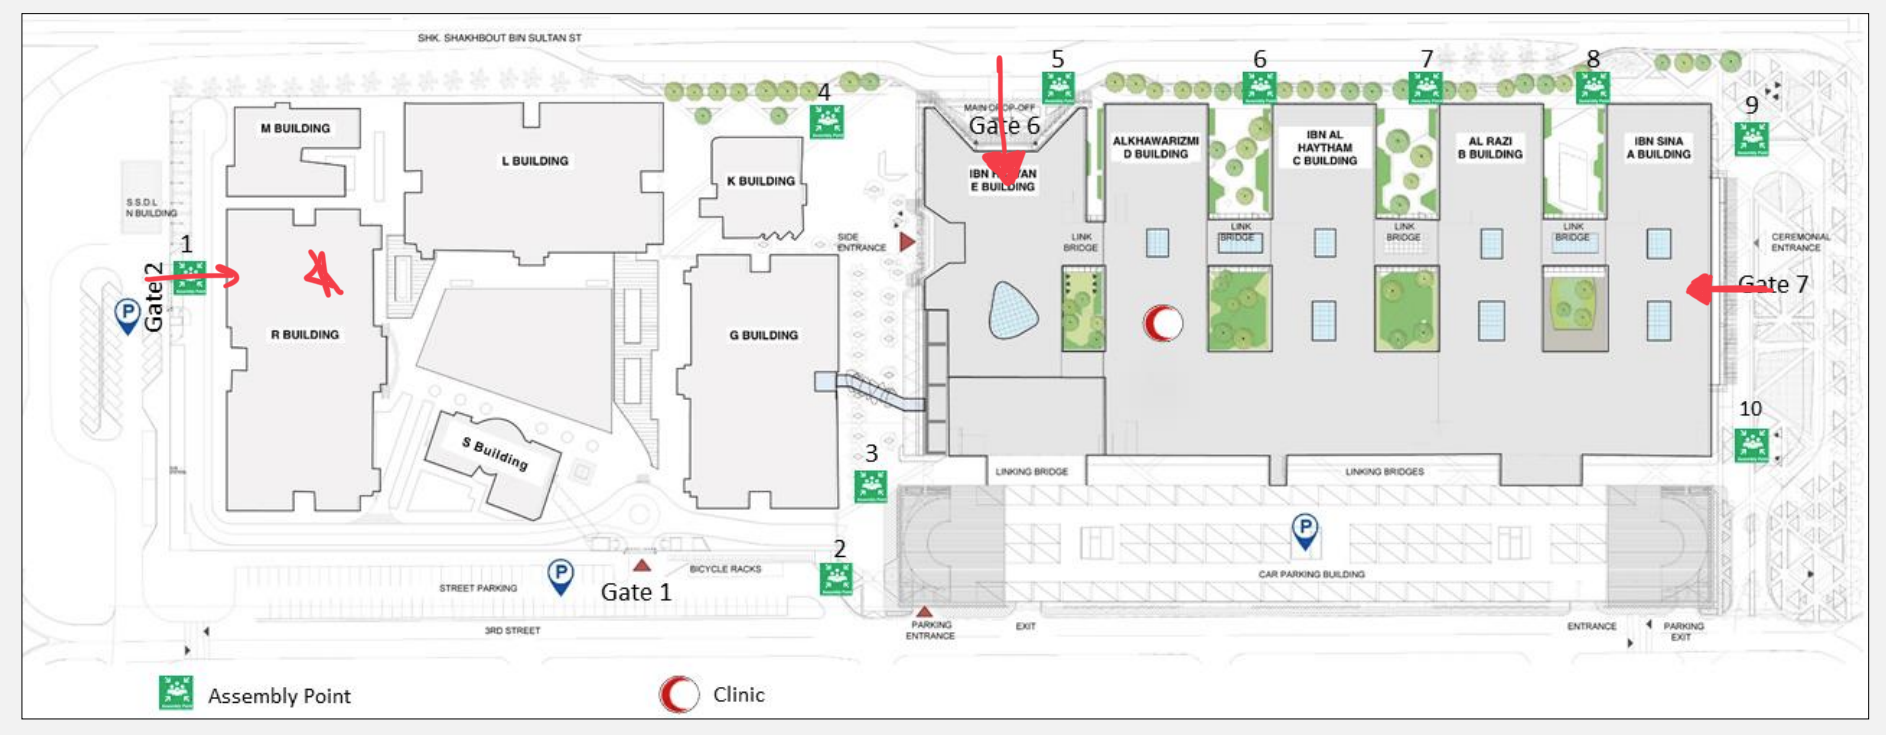 SHK. SHAKHBOUT BIN SULTAN ST
M BUILDING
L BUILDING
K BUILDING
S.S.D.L
N BUILDING
1
Gate 2
P
R BUILDING
G BUILDING
S Building
4
SIDE
ENTRANCE
3
2
5
MAIN DROP-OFF
Gate 6
E BUILDING
ALKHAWARIZMI
D BUILDING
6
IBN AL
HAYTHAM
C BUILDING
7
AL RAZI
B BUILDING
8
IBN SINA
A BUILDING
9
LINK
BRIDGE
LINK
BRIDGE
LINK
BRIDGE
LINK
BRIDGE
CEREMONIAL
ENTRANCE
Gate 7
10
LINKING BRIDGE
LINKING BRIDGES
P
CAR PARKING BUILDING
P
STREET PARKING
Gate 1
BICYCLE RACKS
3RD STREET
PARKING
ENTRANCE
EXIT
ENTRANCE
PARKING
EXIT
Assembly Point
Clinic